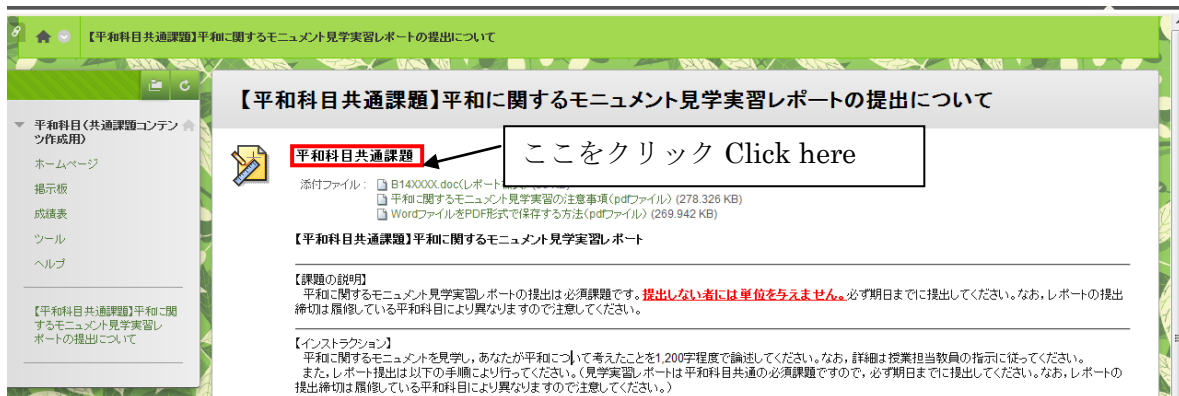 【平和科目共通課題】平和に関するモニュメント見学実習レポートの提出について
【平和科目共通課題】平和に関するモニュメント見学実習レポートの提出について
平和科目(共通課題コンテン
ツ作成用)
ホームページ
掲示板
成績表
ツール
ヘルプ
【平和科目共通課題】平和に関
するモニュメント見学実習レ
ポートの提出について
平和科目共通課題
ここをクリック Click here
添付ファイル:
B14XXXX.doc(レポート
平和に関するモニュメント見学実習の注意事項(pdfファイル) (278.326 KB)
WordファイルをPDF形式で保存する方法(pdfファイル) (269.942 KB)
【平和科目共通課題】平和に関するモニュメント見学実習レポート
【課題の説明】
平和に関するモニュメント見学実習レポートの提出は必須課題です。提出しない者には単位を与えません。必ず期日までに提出してください。なお,レポートの提出
締切は履修している平和科目により異なりますので注意してください。
【インストラクション】
平和に関するモニュメントを見学し,あなたが平和について考えたことを1,200字程度で論述してください。なお,詳細は授業担当教員の指示に従ってください。
また,レポート提出は以下の手順により行ってください。(見学実習レポートは平和科目共通の必須課題ですので,必ず期日までに提出してください。なお,レポートの
提出締切は履修している平和科目により異なりますので注意してください。)